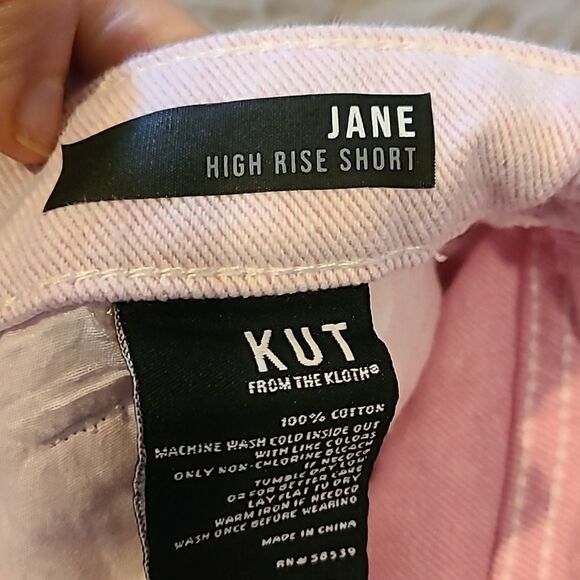 JANE
HIGH RISE SHORT
KUT
FROM THE KLOTH®
100% COTTON
MACHINE WASH COLD INSIDE OUT
WITH LIKE COLORS
ONLY NON-CHLORINE BLEACH
IF NEEDED
TUMBLE DRY LOW
OR FOR BETTER CARE
LAY FLAT TO DRY
WARM IRON IF NEEDED
WASH ONCE BEFORE WEARING
MADE IN CHINA
RN# 58539